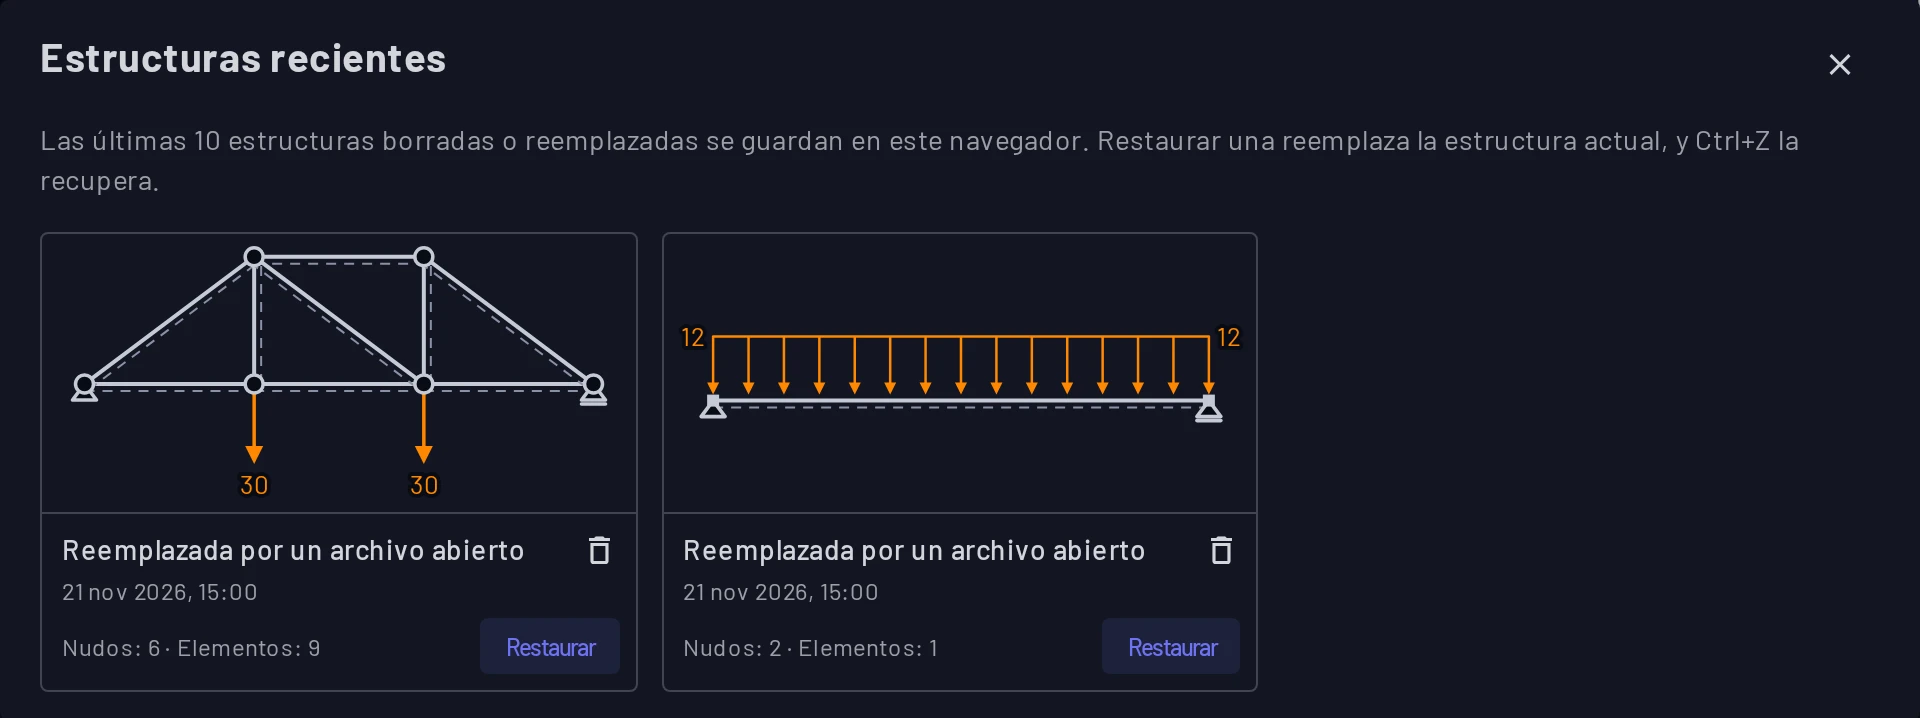 Estructuras recientes
Las últimas 10 estructuras borradas o reemplazadas se guardan en este navegador. Restaurar una reemplaza la estructura actual, y Ctrl+Z la
recupera.
30
30
Reemplazada por un archivo abierto
21 nov 2026, 15:00
Nudos: 6 · Elementos: 9
Restaurar
12
12
Reemplazada por un archivo abierto
21 nov 2026, 15:00
Nudos: 2 · Elementos: 1
Restaurar